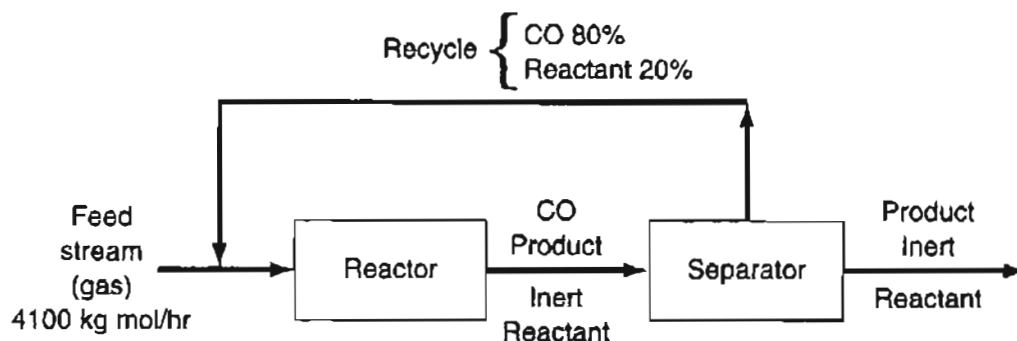 Recycle
CO 80%
Reactant 20%
Feed
stream
(gas)
4100 kg mol/hr
Reactor
CO
Product
Inert
Reactant
Separator
Product
Inert
Reactant